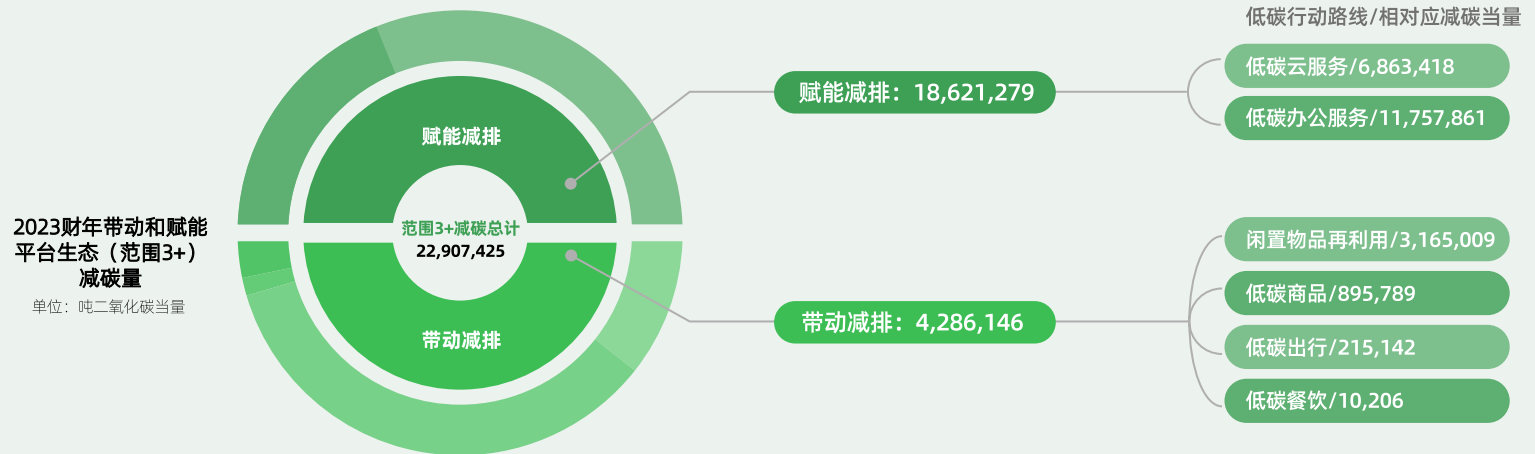 2023财年带动和赋能
平台生态（范围3+）
减碳量
单位：吨二氧化碳当量
赋能减排
范围3+减碳总计
22,907,425
带动减排
赋能减排：18,621,279
带动减排：4,286,146
低碳行动路线/相对应减碳当量
低碳云服务/6,863,418
低碳办公服务/11,757,861
闲置物品再利用/3,165,009
低碳商品/895,789
低碳出行/215,142
低碳餐饮/10,206